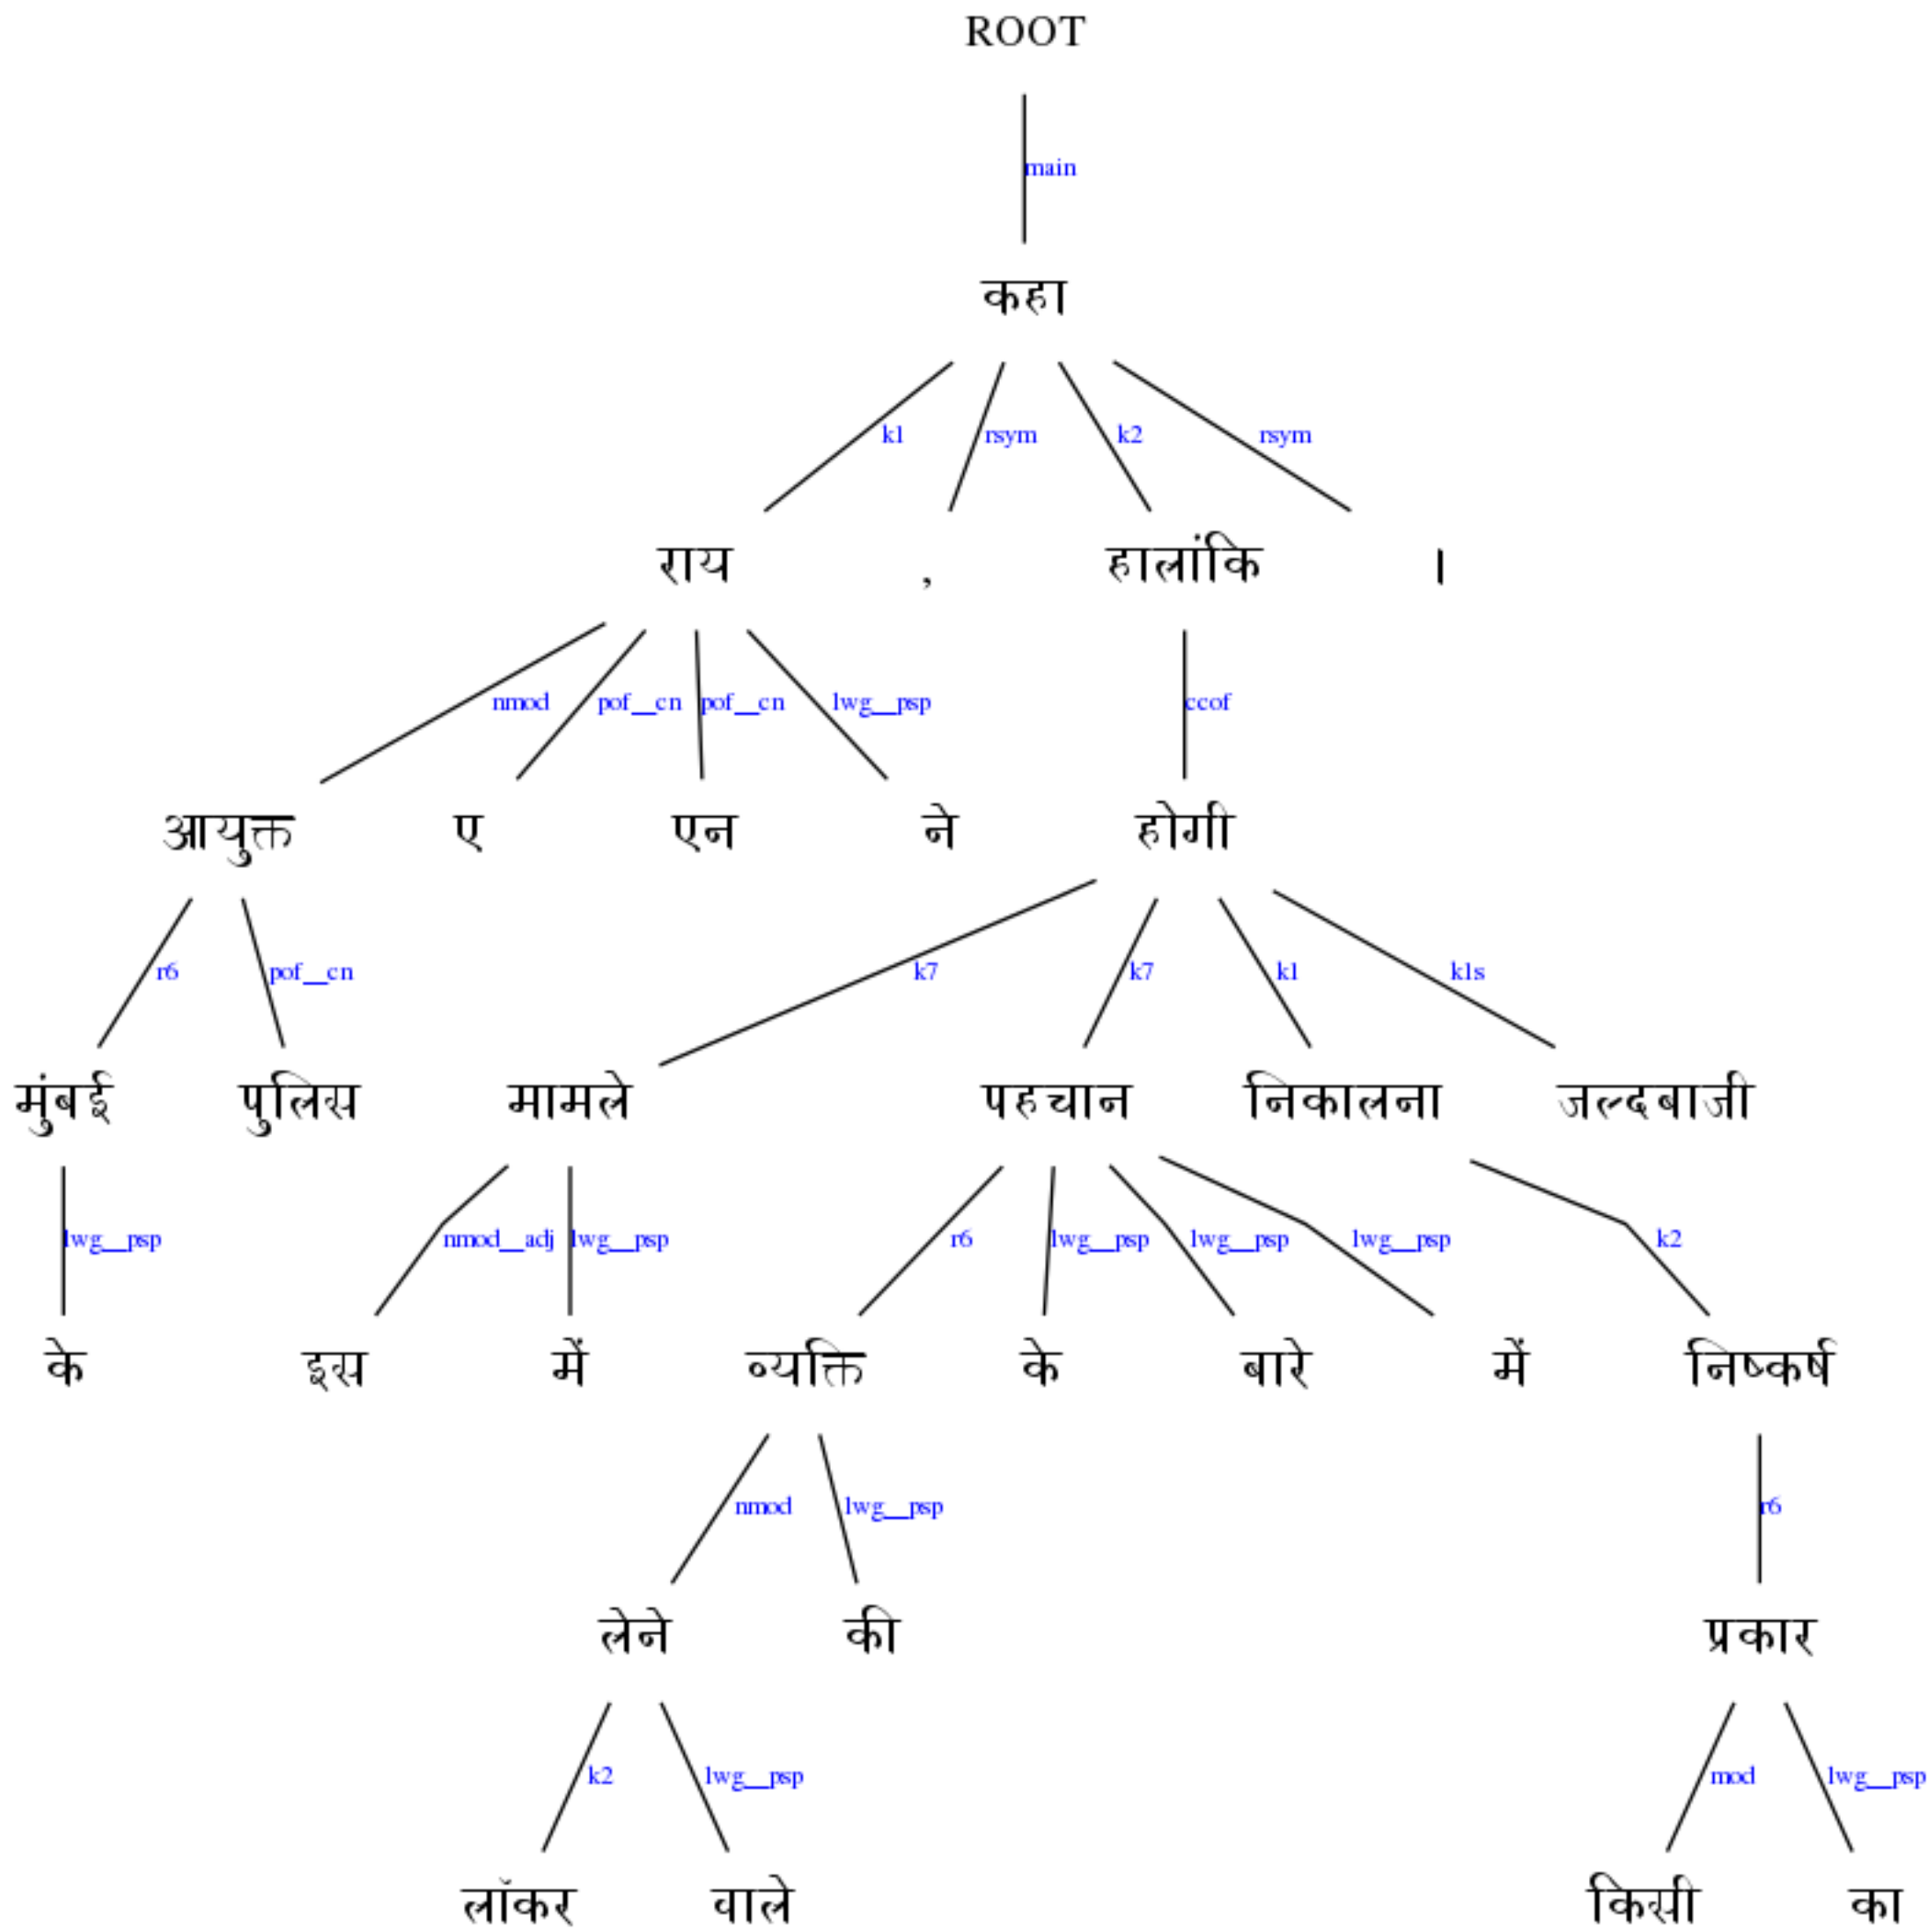 ROOT
main
कहा
k1 rsym k2 rsym
राय , हालांकि ।
nmod pof__cn pof__cn lwg__psp ccof
आयुक्त ए एन ने होगी
r6 pof__cn k7 k7 k1 k1s
मुंबई पुलिस मामले पहचान निकालना जल्दबाजी
lwg__psp nmod__adj lwg__psp r6 lwg__psp lwg__psp lwg__psp k2
के इस में व्यक्ति के बारे में निष्कर्ष
nmod lwg__psp r6
लेने की प्रकार
k2 lwg__psp mod lwg__psp
लॉकर वाले किसी का